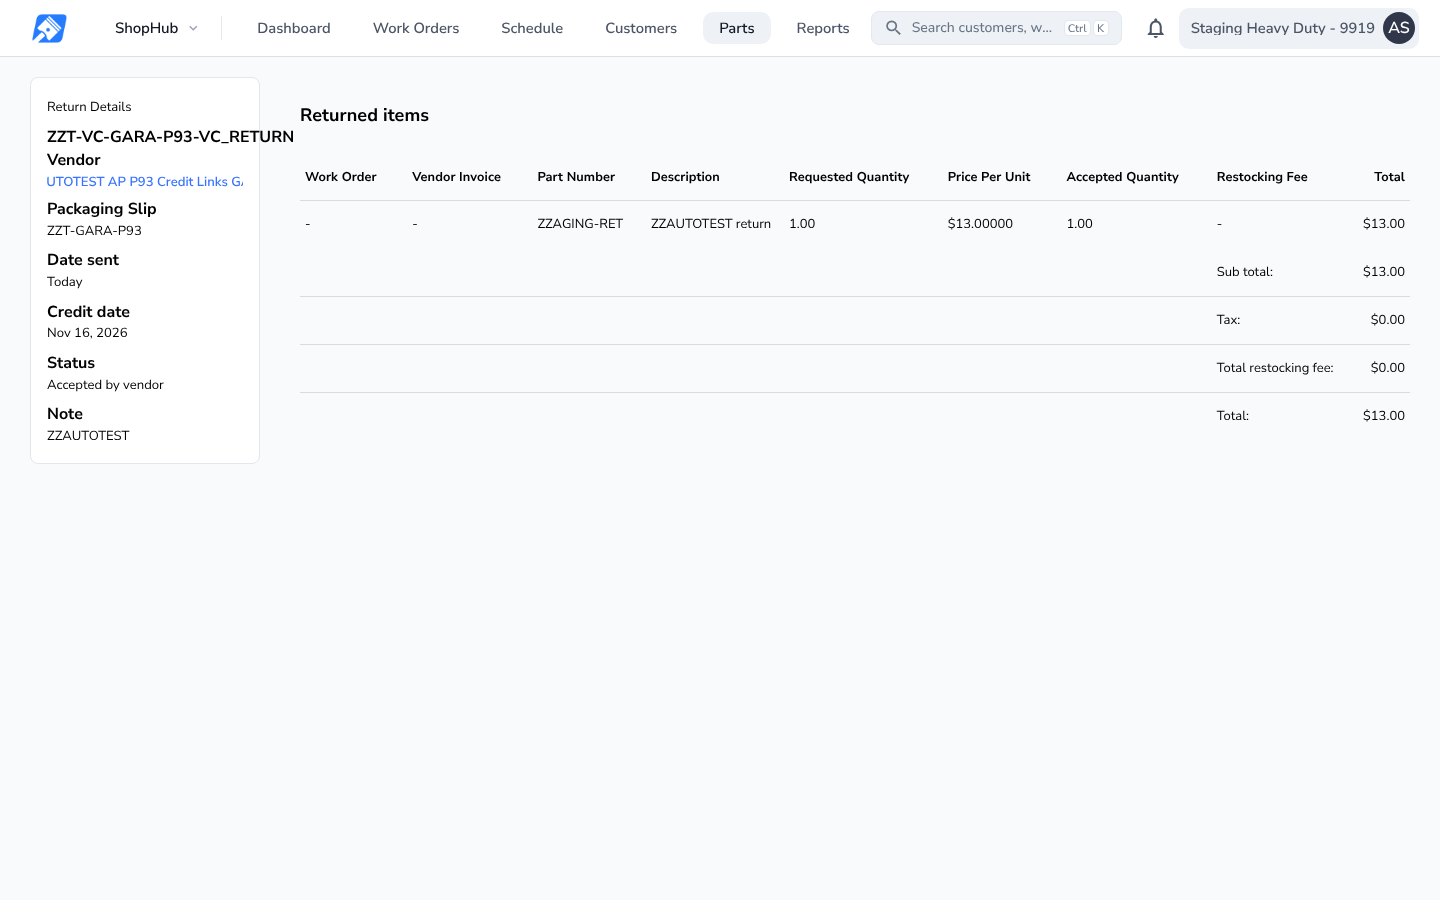 ShopHub Dashboard Work Orders Schedule Customers Parts Reports Search customers, w... Ctrl K Staging Heavy Duty - 9919 AS
Return Details
ZZT-VC-GARA-P93-VC_RETURN
Vendor
UTOTEST AP P93 Credit Links GA
Packaging Slip
ZZT-GARA-P93
Date sent
Today
Credit date
Nov 16, 2026
Status
Accepted by vendor
Note
ZZAUTOTEST
Returned items
Work Order Vendor Invoice Part Number Description Requested Quantity Price Per Unit Accepted Quantity Restocking Fee Total
- - ZZAGING-RET ZZAUTOTEST return 1.00 $13.00000 1.00 - $13.00
Sub total: $13.00
Tax: $0.00
Total restocking fee: $0.00
Total: $13.00